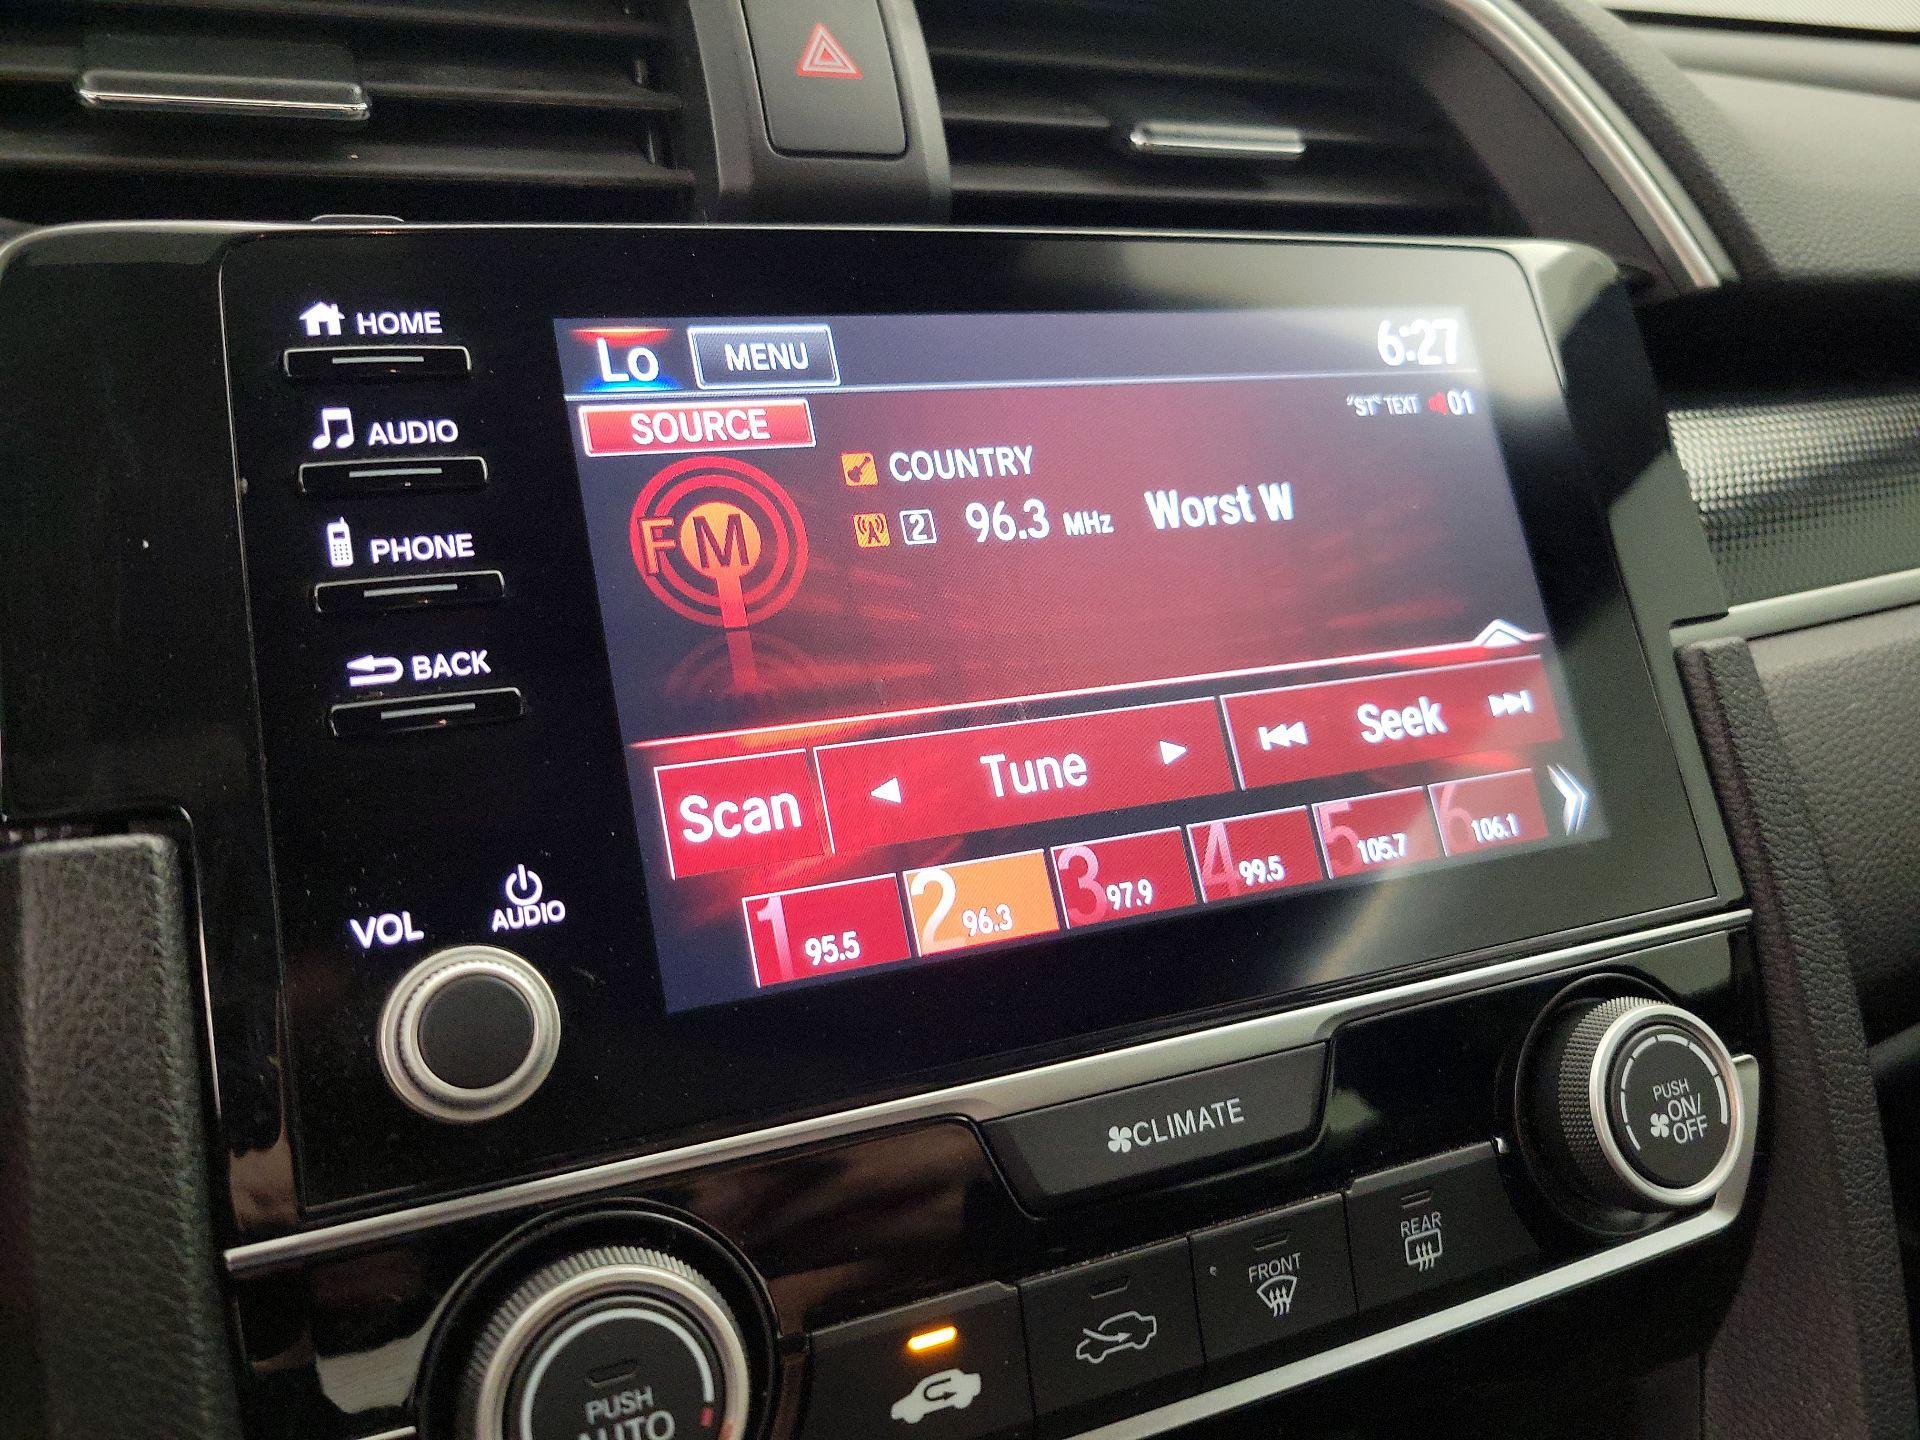 HOME
AUDIO
PHONE
BACK
VOL
AUDIO
Lo MENU 6:27
"ST" TEXT 01
SOURCE
FM
COUNTRY
2 96.3 MHz Worst W
Scan Tune Seek
1 95.5 2 96.3 3 97.9 4 99.5 5 105.7 6 106.1
CLIMATE
PUSH
ON/
OFF
FRONT
REAR
PUSH
AUTO